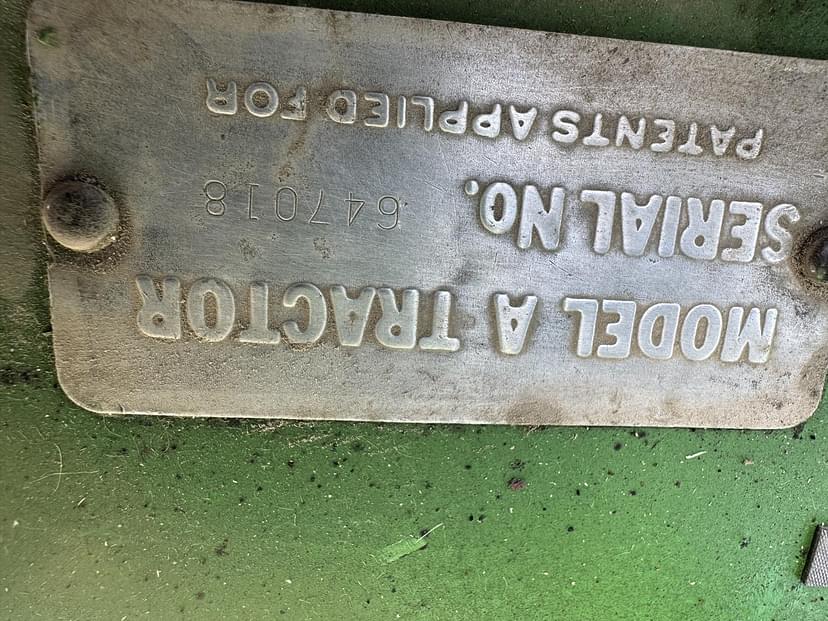 MODEL A TRACTOR
SERIAL NO. 647018
PATENTS APPLIED FOR